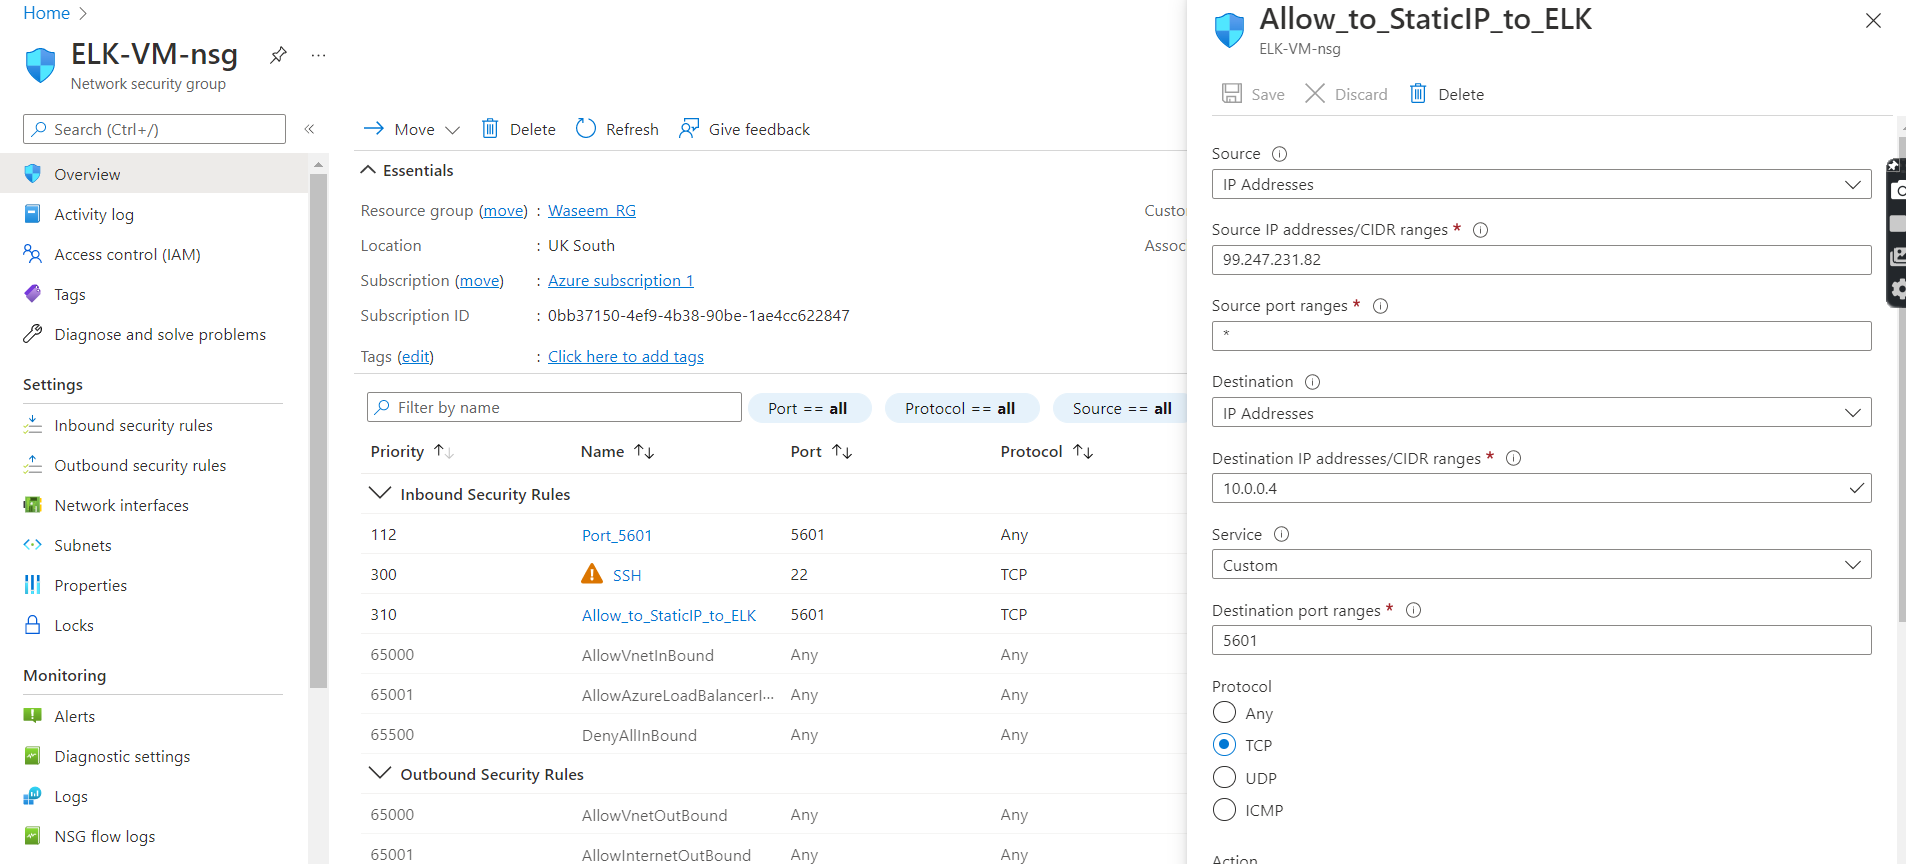 Home
ELK-VM-nsg
Network security group
Search (Ctrl+/)
Overview
Activity log
Access control (IAM)
Tags
Diagnose and solve problems
Settings
Inbound security rules
Outbound security rules
Network interfaces
Subnets
Properties
Locks
Monitoring
Alerts
Diagnostic settings
Logs
NSG flow logs
Move Delete Refresh Give feedback
Essentials
Resource group (move) : Waseem_RG
Location : UK South
Subscription (move) : Azure subscription 1
Subscription ID : 0bb37150-4ef9-4b38-90be-1ae4cc622847
Tags (edit) : Click here to add tags
Custo
Assoc
Filter by name Port == all Protocol == all Source == all
Priority Name Port Protocol
Inbound Security Rules
112 Port_5601 5601 Any
300 SSH 22 TCP
310 Allow_to_StaticIP_to_ELK 5601 TCP
65000 AllowVnetInBound Any Any
65001 AllowAzureLoadBalancerI... Any Any
65500 DenyAllInBound Any Any
Outbound Security Rules
65000 AllowVnetOutBound Any Any
65001 AllowInternetOutBound Any Any
Allow_to_StaticIP_to_ELK
ELK-VM-nsg
Save Discard Delete
Source
IP Addresses
Source IP addresses/CIDR ranges *
99.247.231.82
Source port ranges *
*
Destination
IP Addresses
Destination IP addresses/CIDR ranges *
10.0.0.4
Service
Custom
Destination port ranges *
5601
Protocol
Any
TCP
UDP
ICMP
Action